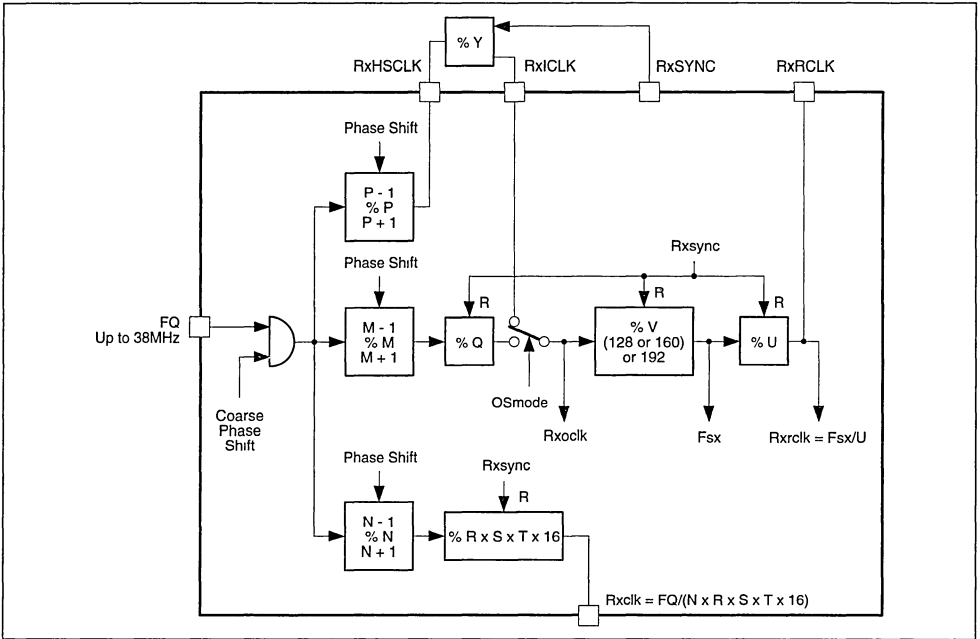 % Y
RxHSCLK
RxICLK
RxSYNC
RxRCLK
Phase Shift
P - 1
% P
P + 1
Rxsync
Phase Shift
R
R
R
FQ
Up to 38MHz
M - 1
% M
M + 1
% Q
% V
(128 or 160)
or 192
% U
OSmode
Coarse
Phase
Shift
Rxoclk
Fsx
Rxrclk = Fsx/U
Phase Shift
Rxsync
R
N - 1
% N
N + 1
% R x S x T x 16
Rxclk = FQ/(N x R x S x T x 16)